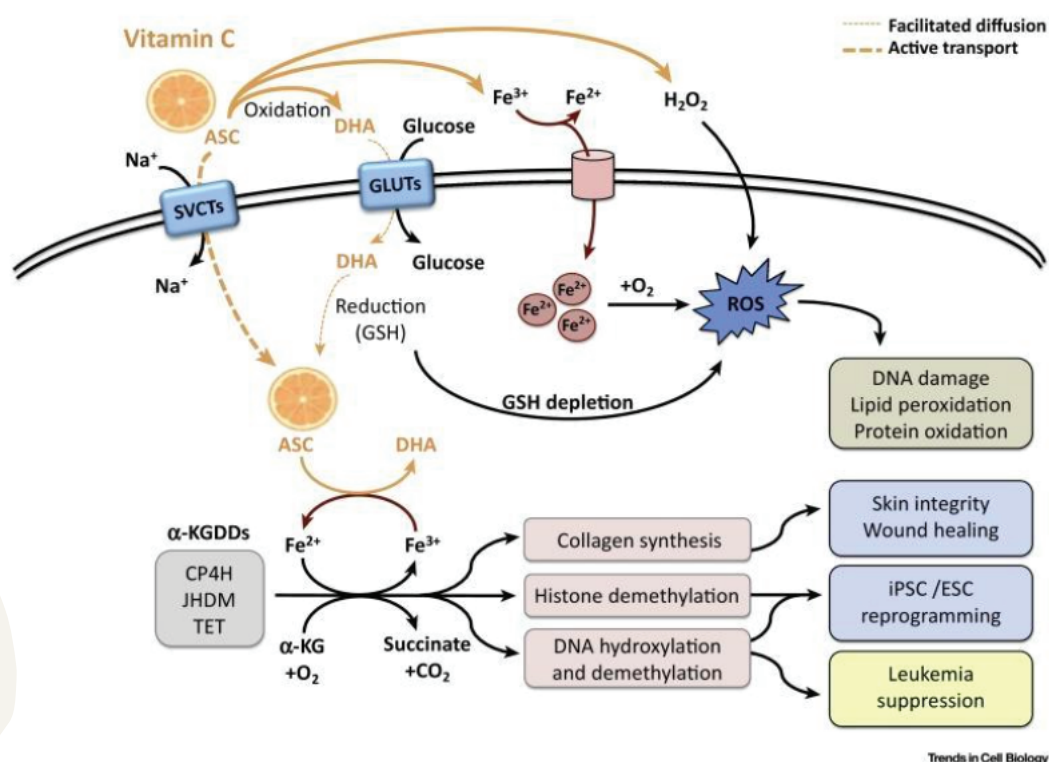 Vitamin C
Facilitated diffusion
Active transport
Oxidation
ASC
DHA
Glucose
Fe³⁺
Fe²⁺
H₂O₂
Na⁺
SVCTs
GLUTs
Na⁺
DHA
Glucose
Reduction
(GSH)
Fe²⁺
Fe²⁺
Fe²⁺
+O₂
ROS
GSH depletion
DNA damage
Lipid peroxidation
Protein oxidation
ASC
DHA
α-KGDDs
CP4H
JHDM
TET
Fe²⁺
Fe³⁺
α-KG
+O₂
Succinate
+CO₂
Collagen synthesis
Histone demethylation
DNA hydroxylation
and demethylation
Skin integrity
Wound healing
iPSC /ESC
reprogramming
Leukemia
suppression
Trends in Cell Biology